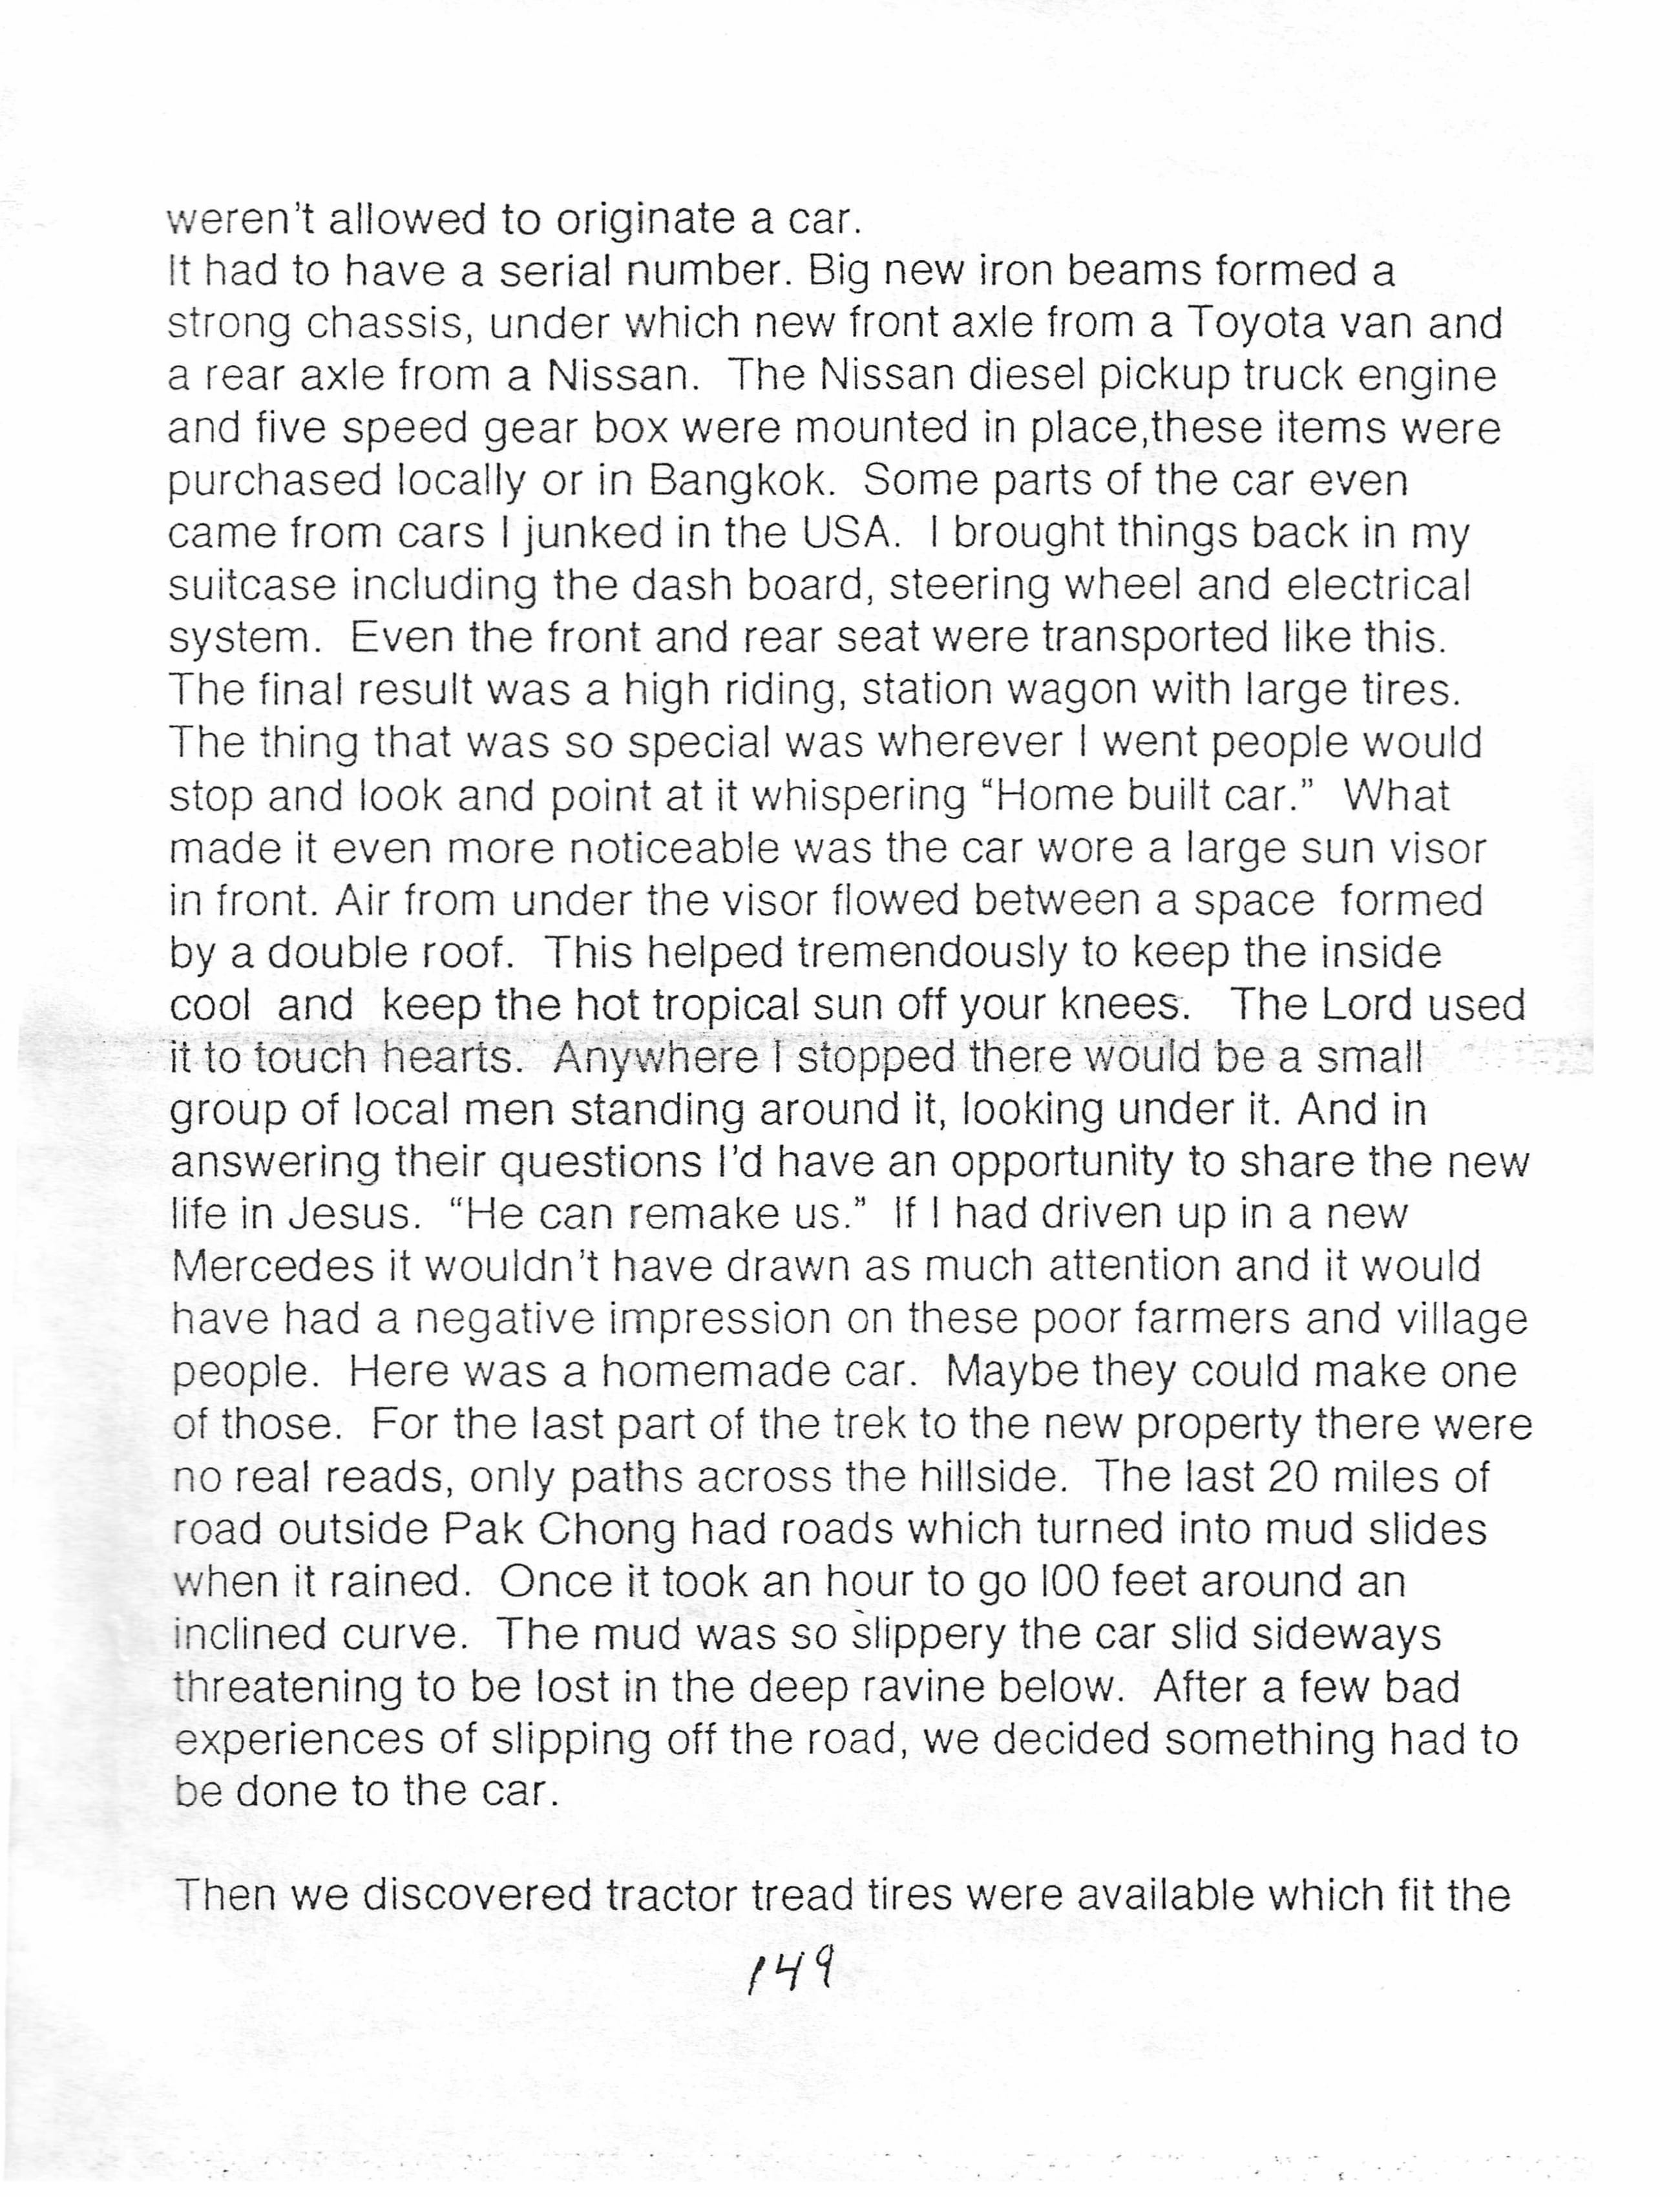 weren't allowed to originate a car.
It had to have a serial number. Big new iron beams formed a
strong chassis, under which new front axle from a Toyota van and
a rear axle from a Nissan.  The Nissan diesel pickup truck engine
and five speed gear box were mounted in place,these items were
purchased locally or in Bangkok.  Some parts of the car even
came from cars I junked in the USA.  I brought things back in my
suitcase including the dash board, steering wheel and electrical
system.  Even the front and rear seat were transported like this.
The final result was a high riding, station wagon with large tires.
The thing that was so special was wherever I went people would
stop and look and point at it whispering “Home built car.”  What
made it even more noticeable was the car wore a large sun visor
in front. Air from under the visor flowed between a space  formed
by a double roof.  This helped tremendously to keep the inside
cool  and  keep the hot tropical sun off your knees.   The Lord used
it to touch hearts.  Anywhere I stopped there would be a small
group of local men standing around it, looking under it. And in
answering their questions I'd have an opportunity to share the new
life in Jesus.  “He can remake us.”  If I had driven up in a new
Mercedes it wouldn't have drawn as much attention and it would
have had a negative impression on these poor farmers and village
people.  Here was a homemade car.  Maybe they could make one
of those.  For the last part of the trek to the new property there were
no real reads, only paths across the hillside.  The last 20 miles of
road outside Pak Chong had roads which turned into mud slides
when it rained.  Once it took an hour to go l00 feet around an
inclined curve.  The mud was so slippery the car slid sideways
threatening to be lost in the deep ravine below.  After a few bad
experiences of slipping off the road, we decided something had to
be done to the car.
Then we discovered tractor tread tires were available which fit the
149